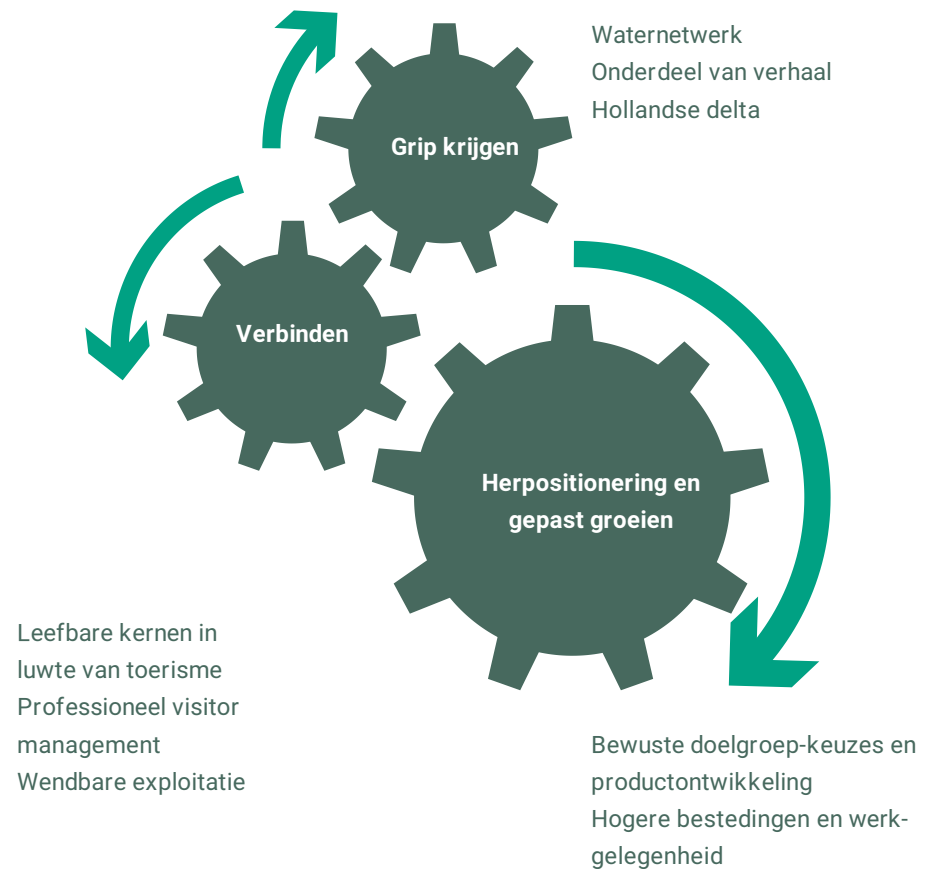 Waternetwerk
Onderdeel van verhaal
Hollandse delta
Grip krijgen
Verbinden
Herpositionering en
gepast groeien
Leefbare kernen in
luwte van toerisme
Professioneel visitor
management
Wendbare exploitatie
Bewuste doelgroep-keuzes en
productontwikkeling
Hogere bestedingen en werk-
gelegenheid